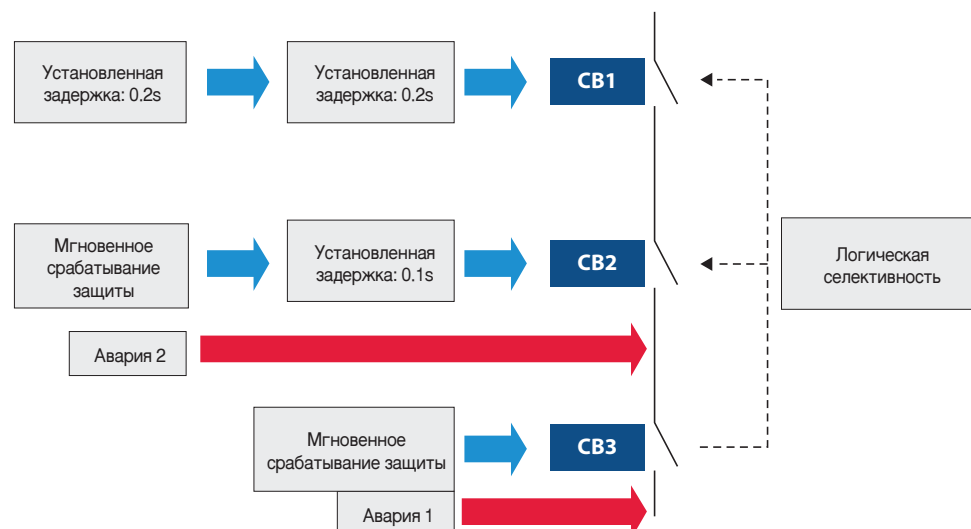 Установленная
задержка: 0.2s
Установленная
задержка: 0.2s
CB1
Мгновенное
срабатывание
защиты
Установленная
задержка: 0.1s
CB2
Логическая
селективность
Авария 2
Мгновенное
срабатывание защиты
CB3
Авария 1